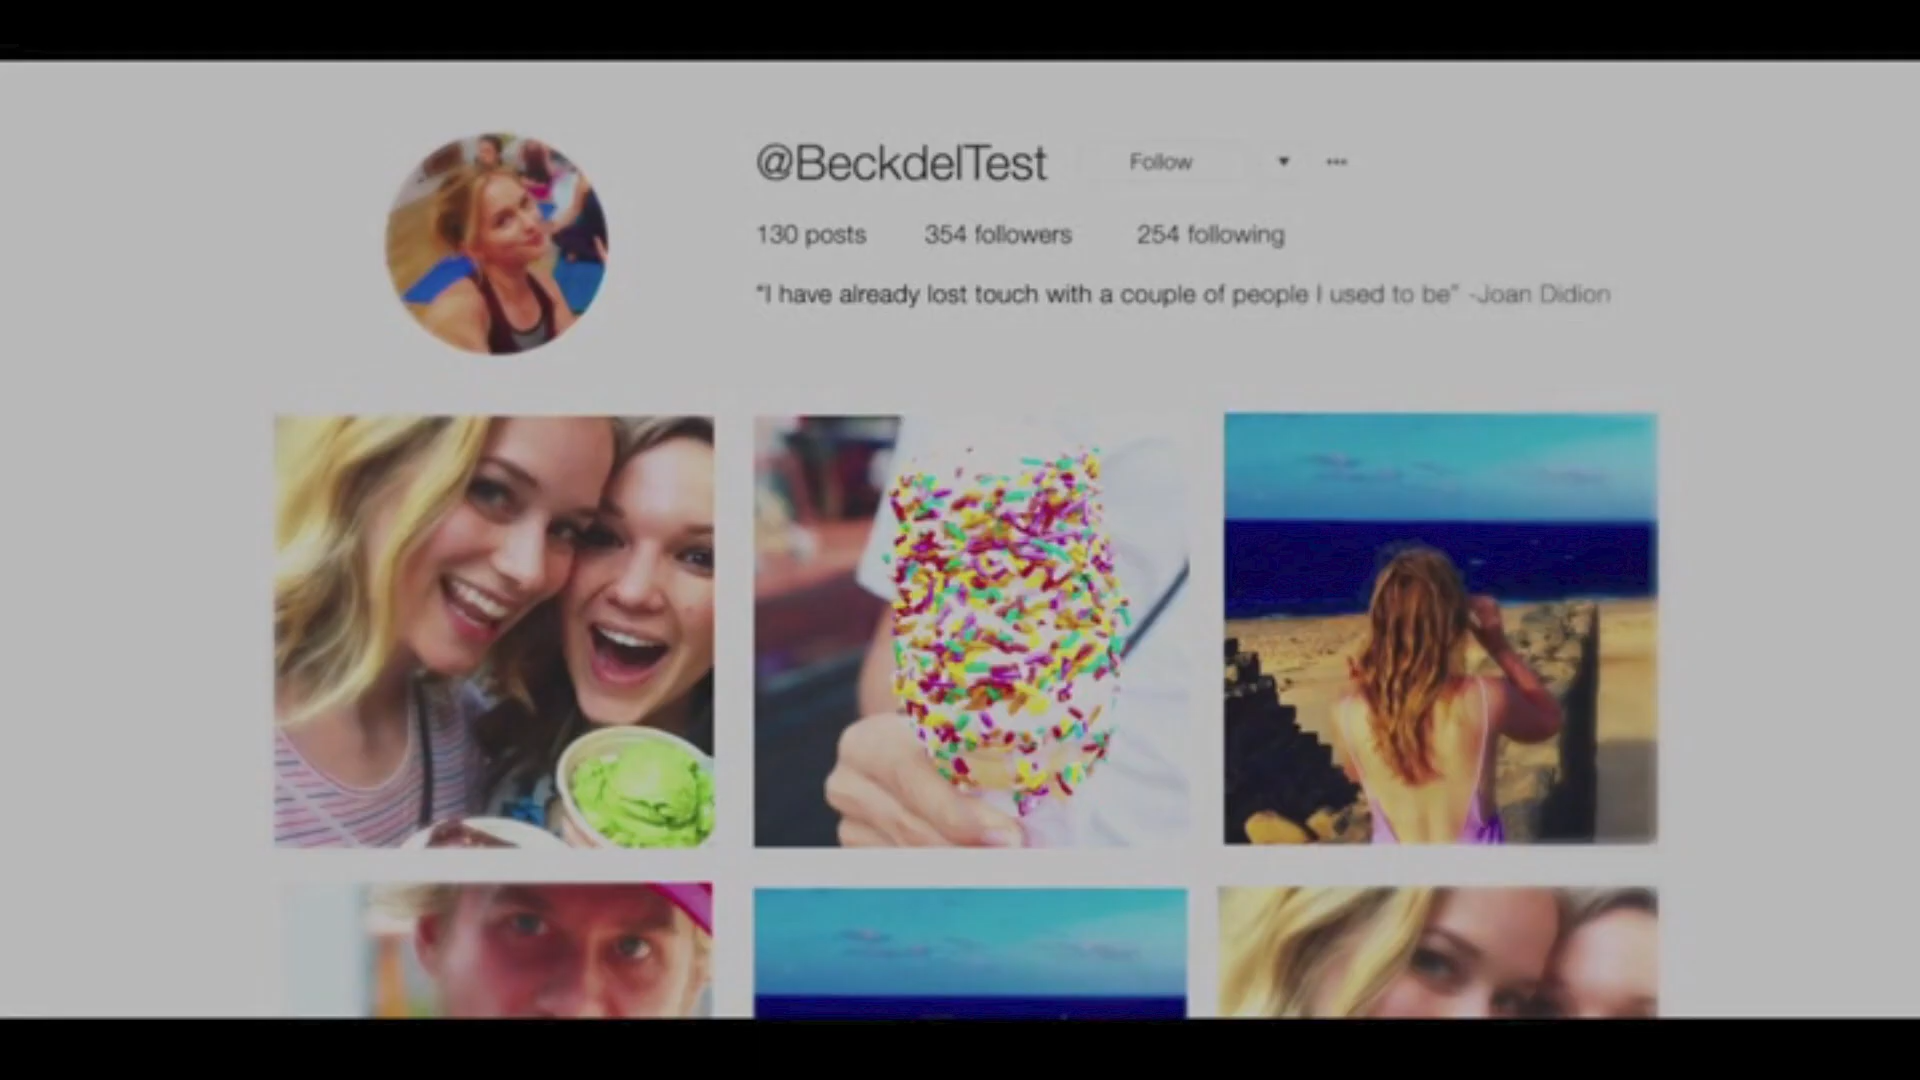 @BeckdelTest Follow ▾ •••
130 posts 354 followers 254 following
“I have already lost touch with a couple of people I used to be” -Joan Didion